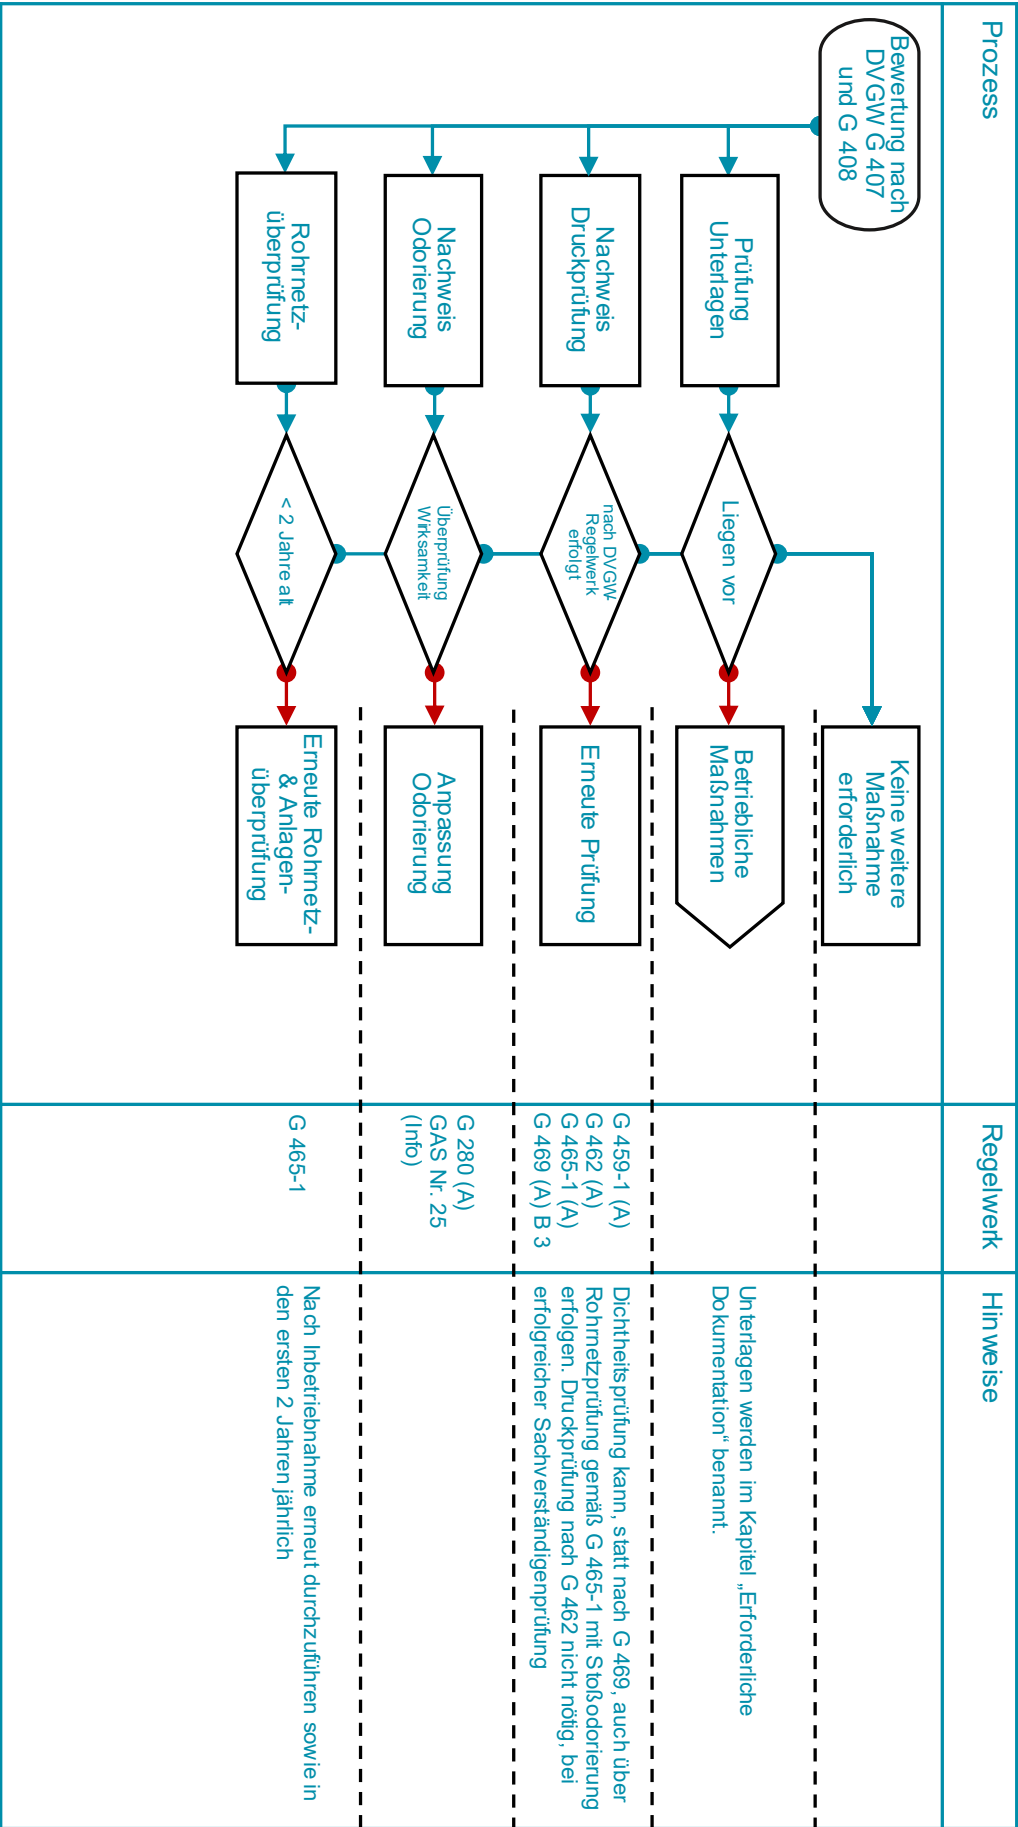 Prozess
Regelwerk
Hinweise
Bewertung nach
DVGW G 407
und G 408
Keine weitere
Maßnahme
erforderlich
Prüfung
Unterlagen
Liegen vor
Betriebliche
Maßnahmen
Unterlagen werden im Kapitel „Erforderliche
Dokumentation“ benannt.
Nachweis
Druckprüfung
nach DVGW-
Regelwerk
erfolgt
Erneute Prüfung
G 459-1 (A)
G 462 (A)
G 465-1 (A)
G 469 (A) B 3
Dichtheitsprüfung kann, statt nach G 469, auch über
Rohrnetzprüfung gemäß G 465-1 mit Stoßodorierung
erfolgen. Druckprüfung nach G 462 nicht nötig, bei
erfolgreicher Sachverständigenprüfung
Nachweis
Odorierung
Überprüfung
Wirksamkeit
Anpassung
Odorierung
G 280 (A)
GAS Nr. 25
(Info)
Rohrnetz-
überprüfung
< 2 Jahre alt
Erneute Rohrnetz-
& Anlagen-
überprüfung
G 465-1
Nach Inbetriebnahme erneut durchzuführen sowie in
den ersten 2 Jahren jährlich